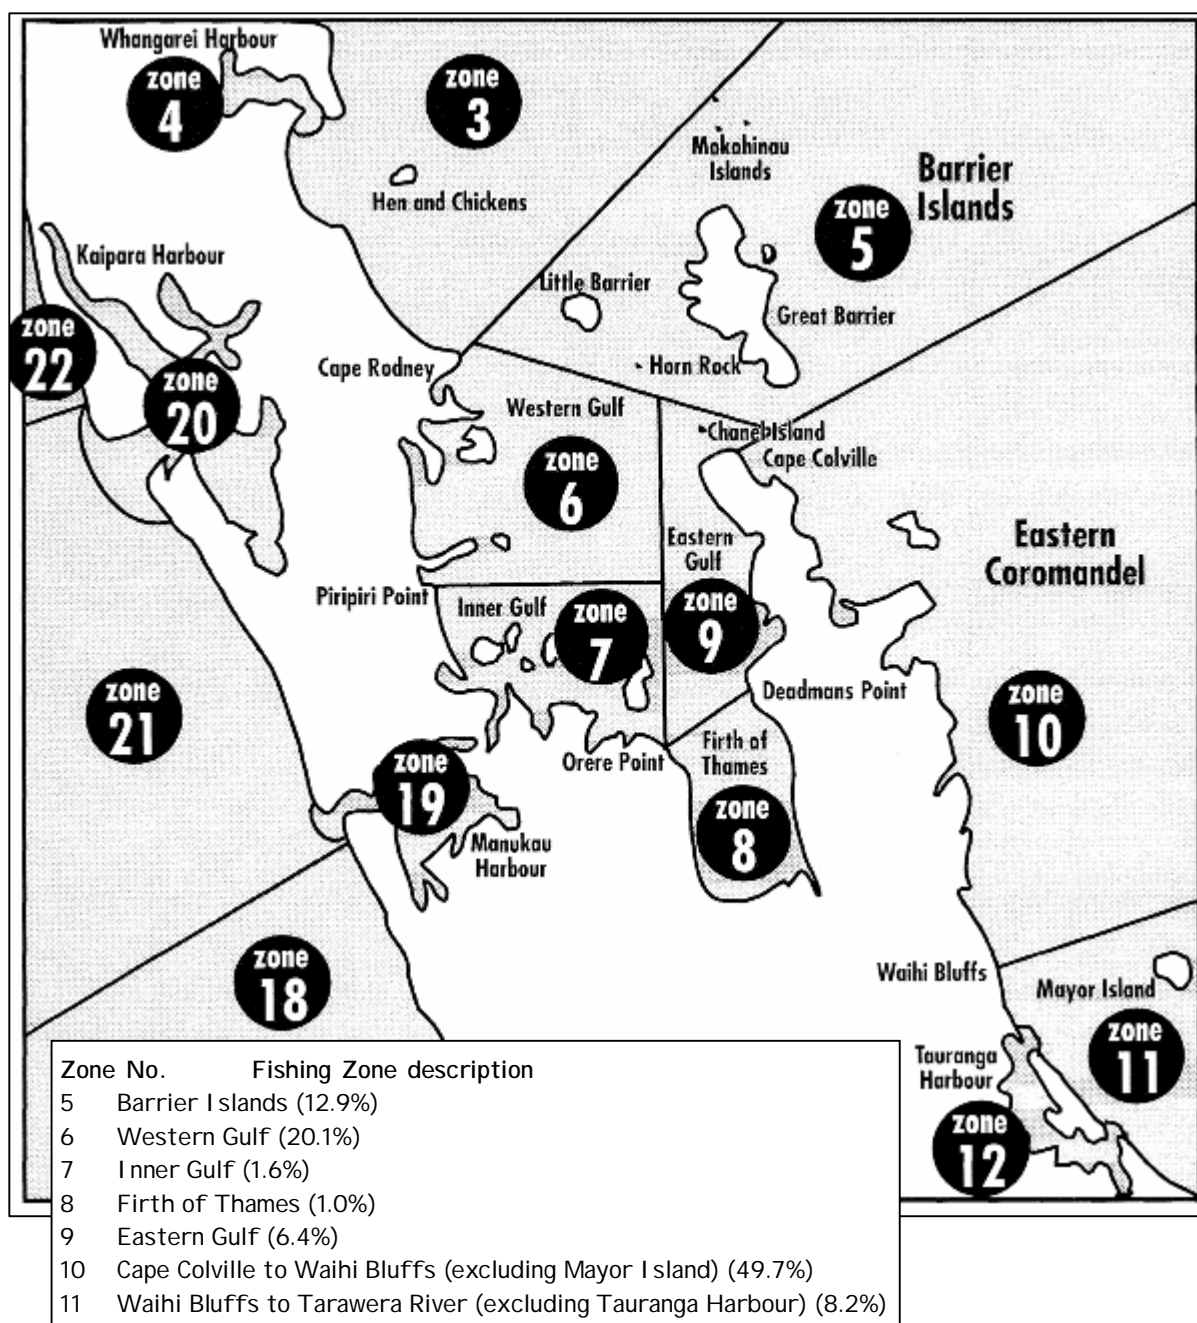 Whangarei Harbour
zone
4
zone
3
Hen and Chickens
Mokohinau
Islands
Barrier
Islands
zone
5
Kaipara Harbour
Little Barrier
Great Barrier
zone
22
zone
20
Cape Rodney
Horn Rock
Western Gulf
Chanel Island
Cape Colville
zone
6
Eastern
Gulf
Eastern
Coromandel
Piripiri Point
Inner Gulf
zone
7
zone
9
Deadmans Point
zone
21
zone
10
Orere Point
Firth of
Thames
zone
19
zone
8
Manukau
Harbour
zone
18
Waihi Bluffs
Mayor Island
zone
11
Tauranga
Harbour
zone
12
Zone No. Fishing Zone description
5 Barrier Islands (12.9%)
6 Western Gulf (20.1%)
7 Inner Gulf (1.6%)
8 Firth of Thames (1.0%)
9 Eastern Gulf (6.4%)
10 Cape Colville to Waihi Bluffs (excluding Mayor Island) (49.7%)
11 Waihi Bluffs to Tarawera River (excluding Tauranga Harbour) (8.2%)